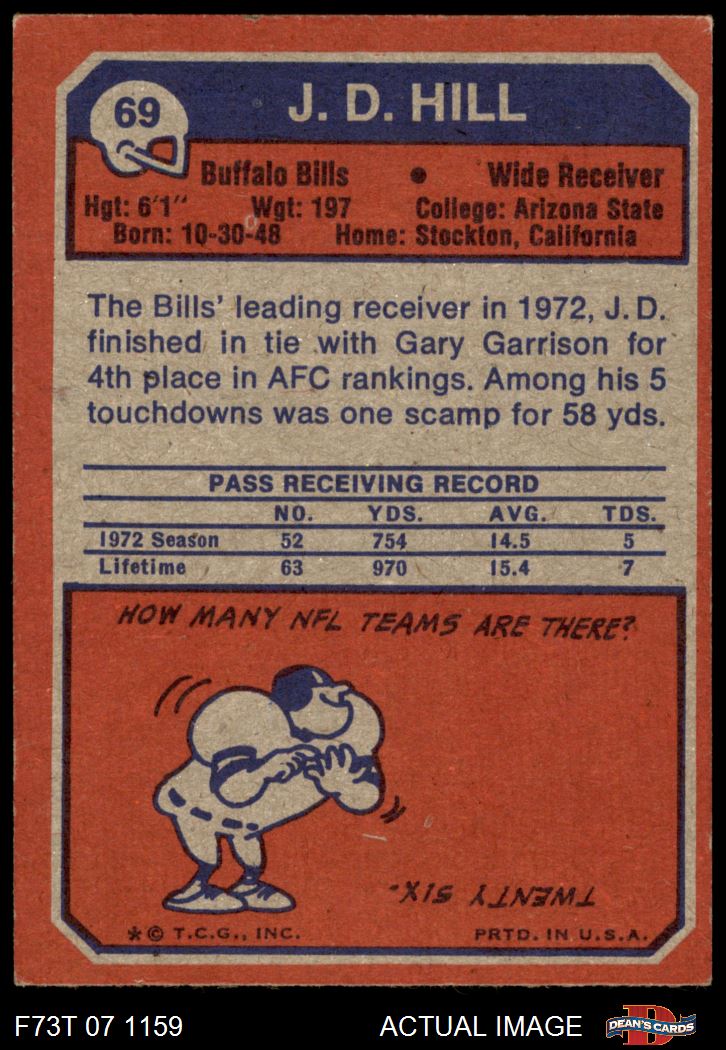 69
J. D. HILL
Buffalo Bills • Wide Receiver
Hgt: 6'1" Wgt: 197 College: Arizona State
Born: 10-30-48 Home: Stockton, California
The Bills' leading receiver in 1972, J. D.
finished in tie with Gary Garrison for
4th place in AFC rankings. Among his 5
touchdowns was one scamp for 58 yds.
PASS RECEIVING RECORD
NO. YDS. AVG. TDS.
1972 Season 52 754 14.5 5
Lifetime 63 970 15.4 7
HOW MANY NFL TEAMS ARE THERE?
TWENTY SIX.
* © T.C.G., INC. PRTD. IN U.S.A.
F73T 07 1159 ACTUAL IMAGE D DEAN'S CARDS